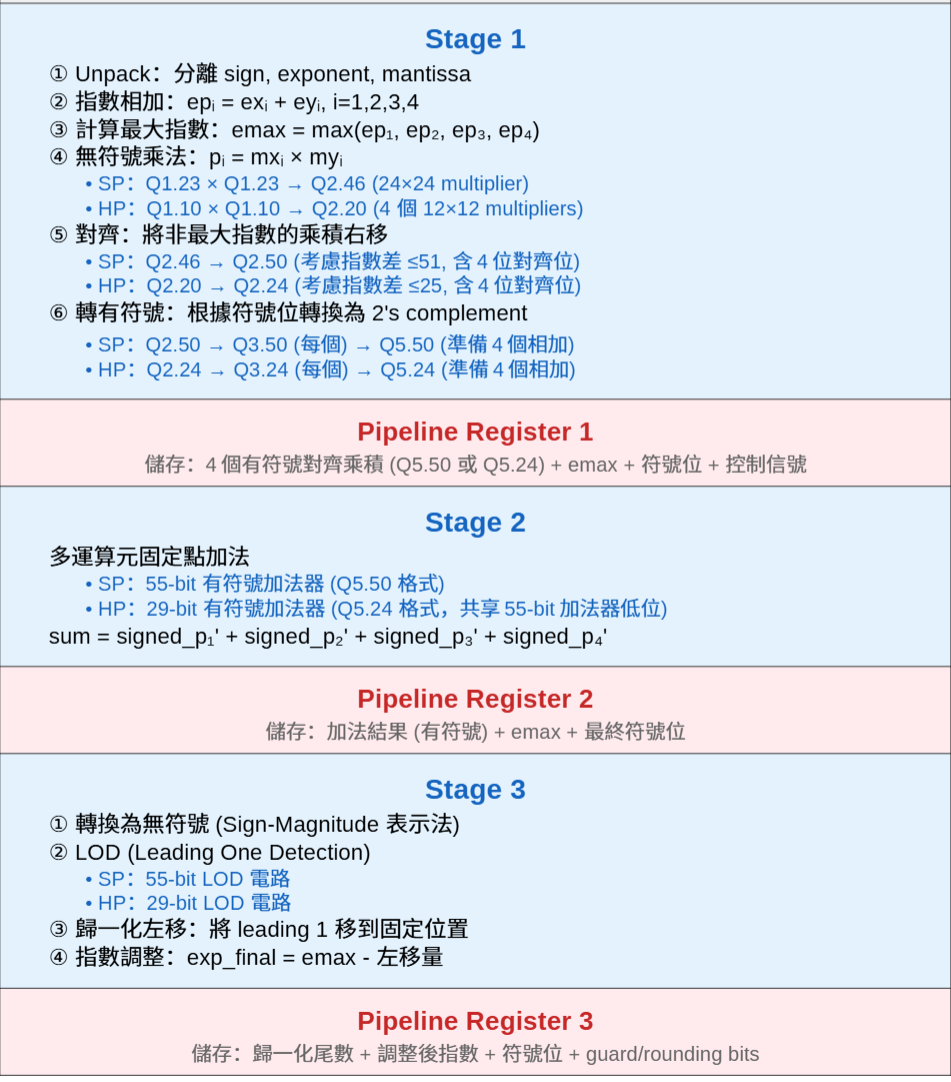 Stage 1
① Unpack：分離 sign, exponent, mantissa
② 指數相加：epᵢ = exᵢ + eyᵢ, i=1,2,3,4
③ 計算最大指數：emax = max(ep₁, ep₂, ep₃, ep₄)
④ 無符號乘法：pᵢ = mxᵢ × myᵢ
• SP：Q1.23 × Q1.23 → Q2.46 (24×24 multiplier)
• HP：Q1.10 × Q1.10 → Q2.20 (4 個 12×12 multipliers)
⑤ 對齊：將非最大指數的乘積右移
• SP：Q2.46 → Q2.50 (考慮指數差 ≤51, 含 4 位對齊位)
• HP：Q2.20 → Q2.24 (考慮指數差 ≤25, 含 4 位對齊位)
⑥ 轉有符號：根據符號位轉換為 2's complement
• SP：Q2.50 → Q3.50 (每個) → Q5.50 (準備 4 個相加)
• HP：Q2.24 → Q3.24 (每個) → Q5.24 (準備 4 個相加)
Pipeline Register 1
儲存：4 個有符號對齊乘積 (Q5.50 或 Q5.24) + emax + 符號位 + 控制信號
Stage 2
多運算元固定點加法
• SP：55-bit 有符號加法器 (Q5.50 格式)
• HP：29-bit 有符號加法器 (Q5.24 格式，共享 55-bit 加法器低位)
sum = signed_p₁' + signed_p₂' + signed_p₃' + signed_p₄'
Pipeline Register 2
儲存：加法結果 (有符號) + emax + 最終符號位
Stage 3
① 轉換為無符號 (Sign-Magnitude 表示法)
② LOD (Leading One Detection)
• SP：55-bit LOD 電路
• HP：29-bit LOD 電路
③ 歸一化左移：將 leading 1 移到固定位置
④ 指數調整：exp_final = emax - 左移量
Pipeline Register 3
儲存：歸一化尾數 + 調整後指數 + 符號位 + guard/rounding bits